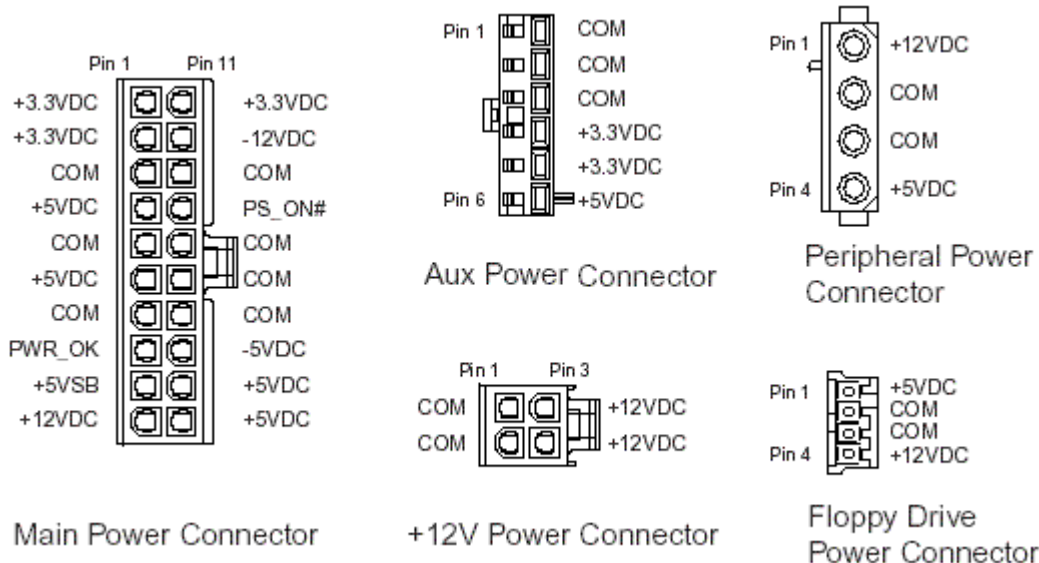 Pin 1 Pin 11
+3.3VDC +3.3VDC
+3.3VDC -12VDC
COM COM
+5VDC PS_ON#
COM COM
+5VDC COM
COM COM
PWR_OK -5VDC
+5VSB +5VDC
+12VDC +5VDC
Main Power Connector
Pin 1 COM
COM
COM
+3.3VDC
+3.3VDC
Pin 6 +5VDC
Aux Power Connector
Pin 1 +12VDC
COM
COM
Pin 4 +5VDC
Peripheral Power
Connector
Pin 1 Pin 3
COM +12VDC
COM +12VDC
+12V Power Connector
Pin 1 +5VDC
COM
COM
Pin 4 +12VDC
Floppy Drive
Power Connector